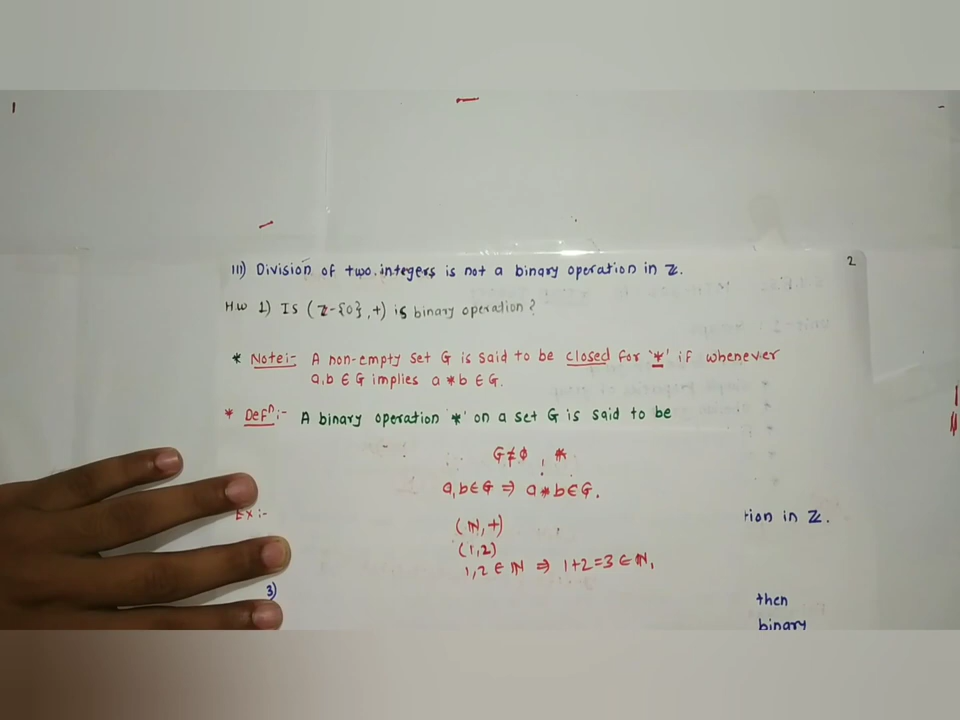 2
III) Division of two integers is not a binary operation in ℤ.
H.W 1) Is (ℤ-{0}, +) is binary operation?
* Note:- A non-empty set G is said to be closed for '*' if whenever
a,b ∈ G implies a * b ∈ G.
* Defⁿ:- A binary operation '*' on a set G is said to be
G ≠ φ , *
a,b ∈ G ⇒ a * b ∈ G.
Ex:-
rion in ℤ.
(ℕ, +)
(1,2)
1,2 ∈ ℕ ⇒ 1+2=3 ∈ ℕ,
3)
then
binary